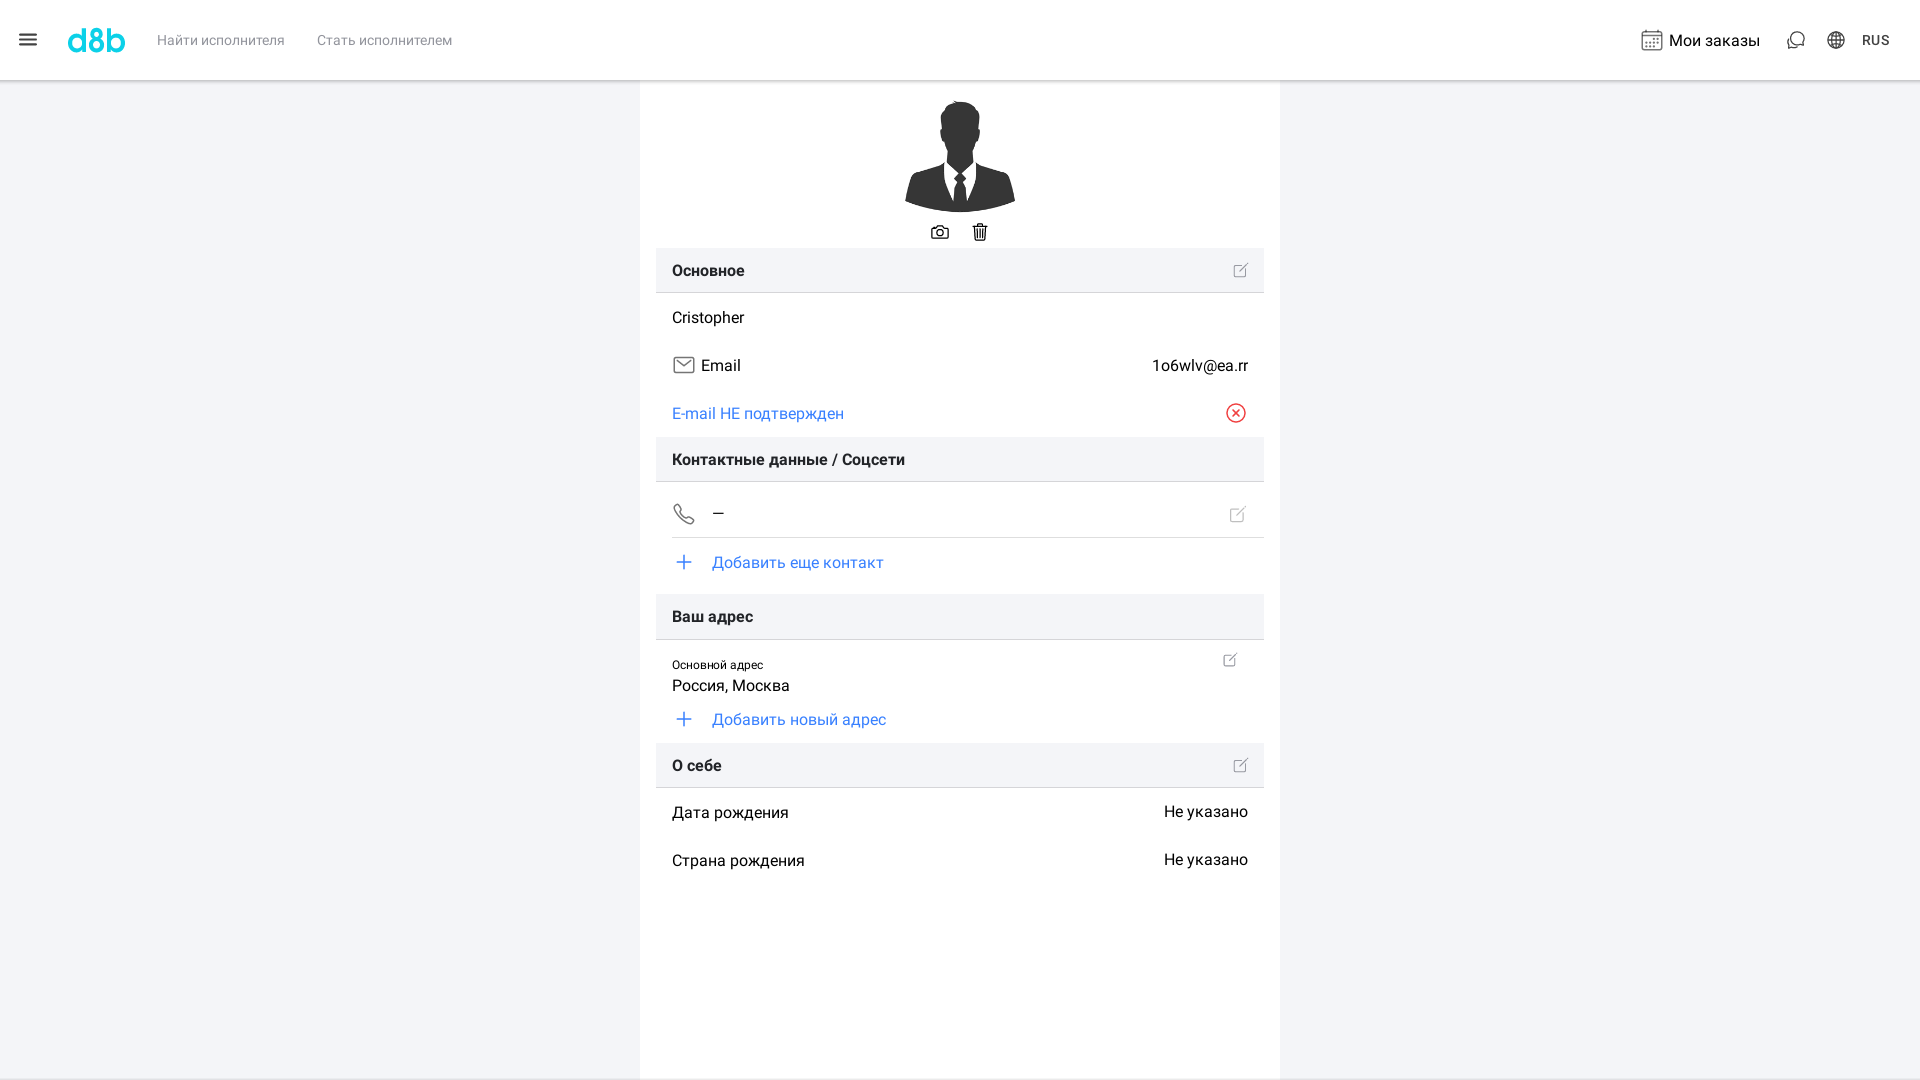 d8b
Найти исполнителя
Стать исполнителем
Мои заказы
RUS
Основное
Cristopher
Email
1o6wlv@ea.rr
E-mail НЕ подтвержден
Контактные данные / Соцсети
—
Добавить еще контакт
Ваш адрес
Основной адрес
Россия, Москва
Добавить новый адрес
О себе
Дата рождения
Не указано
Страна рождения
Не указано